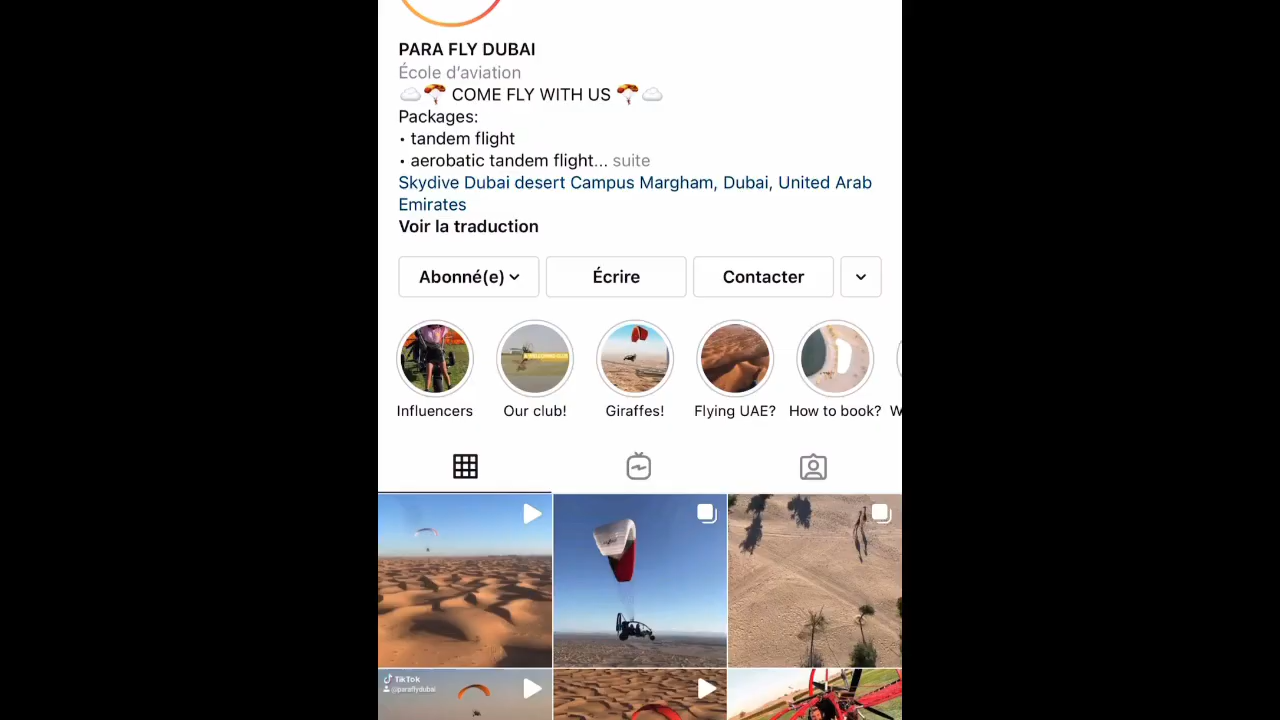 PARA FLY DUBAI
École d'aviation
☁️🪂 COME FLY WITH US 🪂☁️
Packages:
• tandem flight
• aerobatic tandem flight... suite
Skydive Dubai desert Campus Margham, Dubai, United Arab
Emirates
Voir la traduction
Abonné(e)
Écrire
Contacter
Influencers
Our club!
Giraffes!
Flying UAE?
How to book?
W
TikTok
@paraflydubai